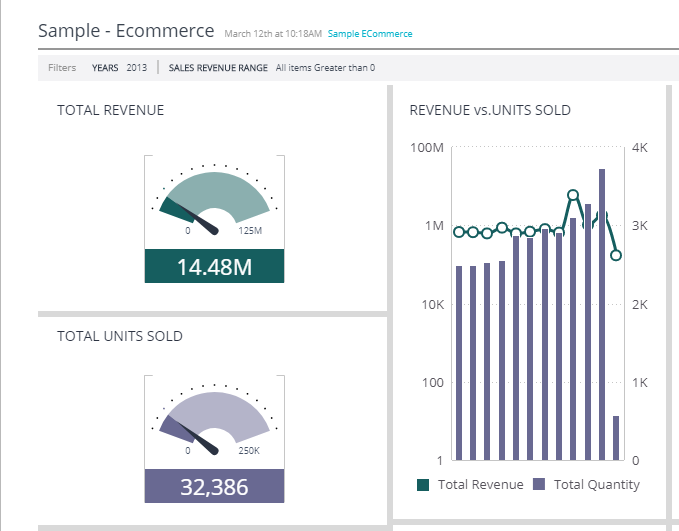 Sample - Ecommerce March 12th at 10:18AM Sample ECommerce
Filters YEARS 2013 SALES REVENUE RANGE All items Greater than 0
TOTAL REVENUE
0 125M
14.48M
TOTAL UNITS SOLD
0 250K
32,386
REVENUE vs.UNITS SOLD
100M 4K
1M 3K
10K 2K
100 1K
1 0
Total Revenue Total Quantity